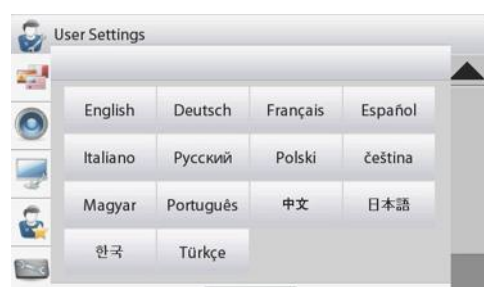 User Settings
English Deutsch Français Español
Italiano Русский Polski čeština
Magyar Português 中文 日本語
한국 Türkçe